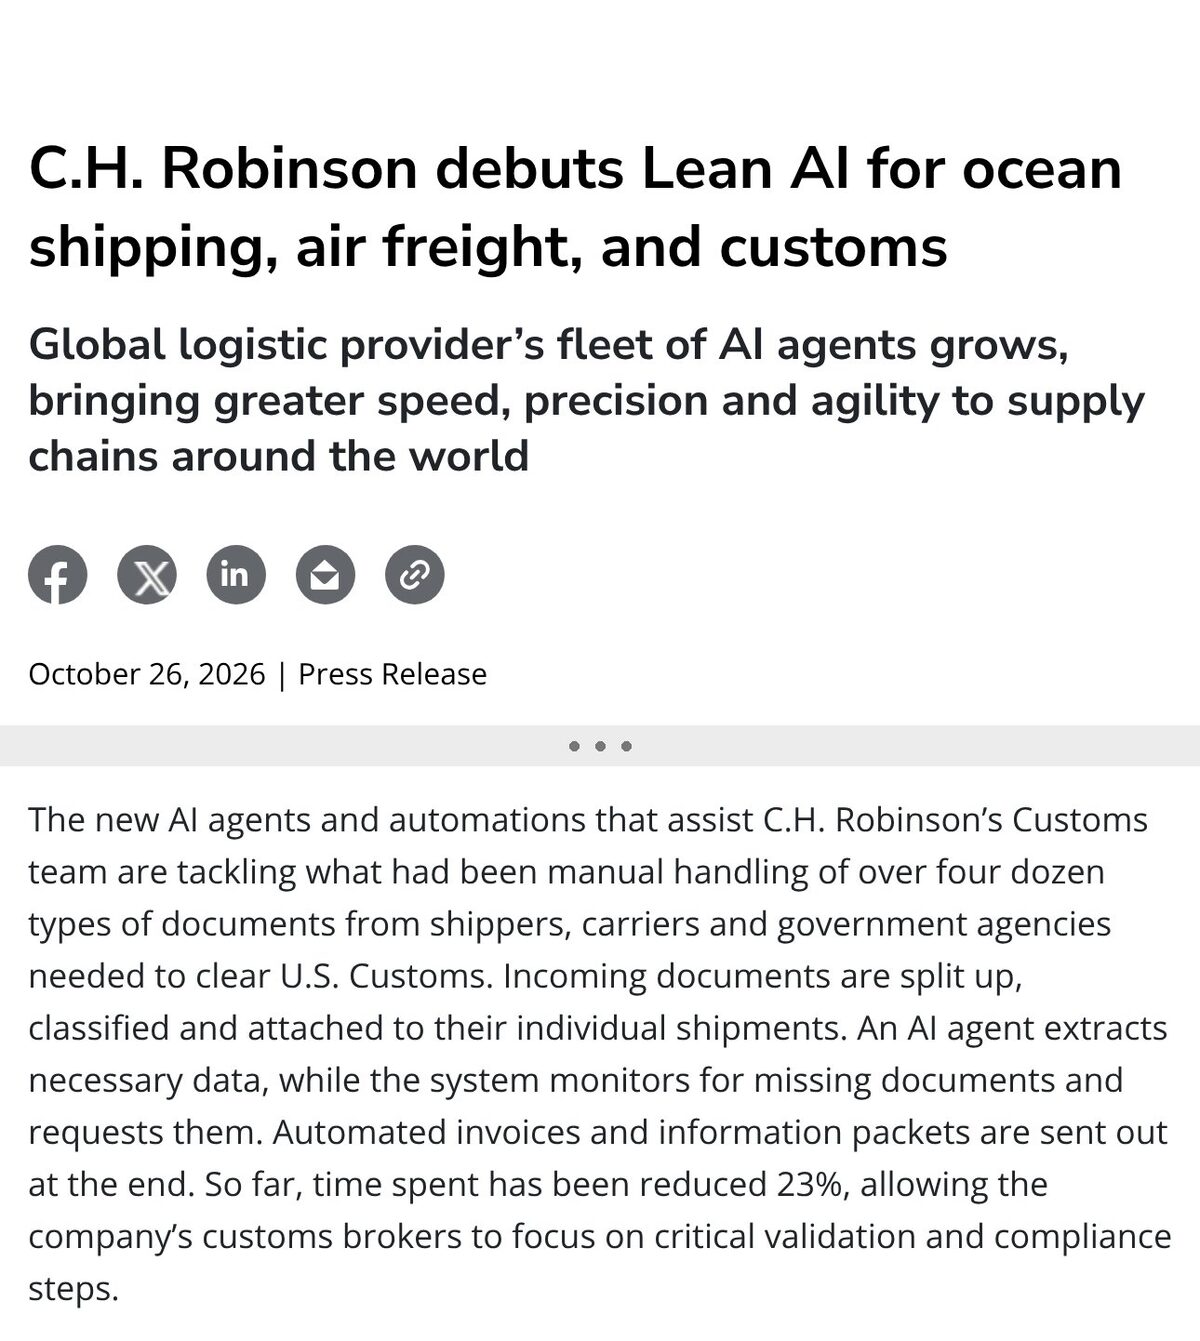 C.H. Robinson debuts Lean AI for ocean
shipping, air freight, and customs
Global logistic provider’s fleet of AI agents grows,
bringing greater speed, precision and agility to supply
chains around the world
October 26, 2026 | Press Release
The new AI agents and automations that assist C.H. Robinson’s Customs
team are tackling what had been manual handling of over four dozen
types of documents from shippers, carriers and government agencies
needed to clear U.S. Customs. Incoming documents are split up,
classified and attached to their individual shipments. An AI agent extracts
necessary data, while the system monitors for missing documents and
requests them. Automated invoices and information packets are sent out
at the end. So far, time spent has been reduced 23%, allowing the
company’s customs brokers to focus on critical validation and compliance
steps.